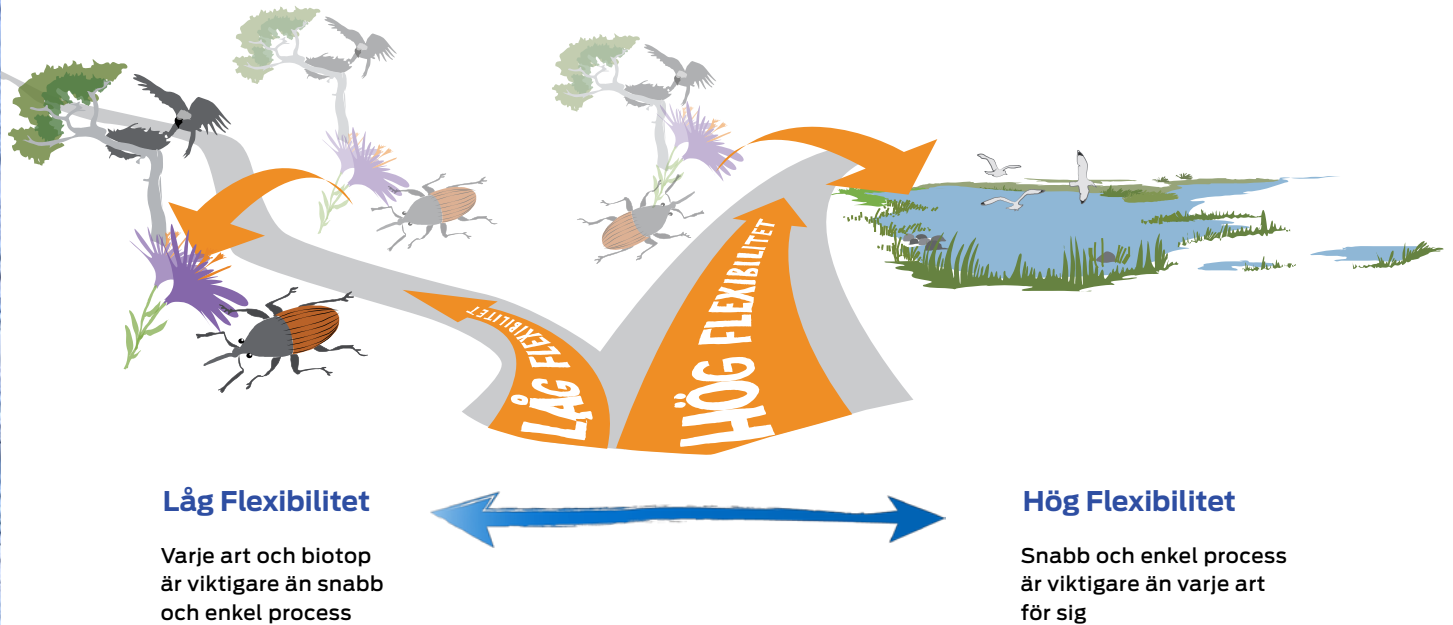 LÅG FLEXIBILITET
HÖG FLEXIBILITET
Låg Flexibilitet
Varje art och biotop
är viktigare än snabb
och enkel process
Hög Flexibilitet
Snabb och enkel process
är viktigare än varje art
för sig